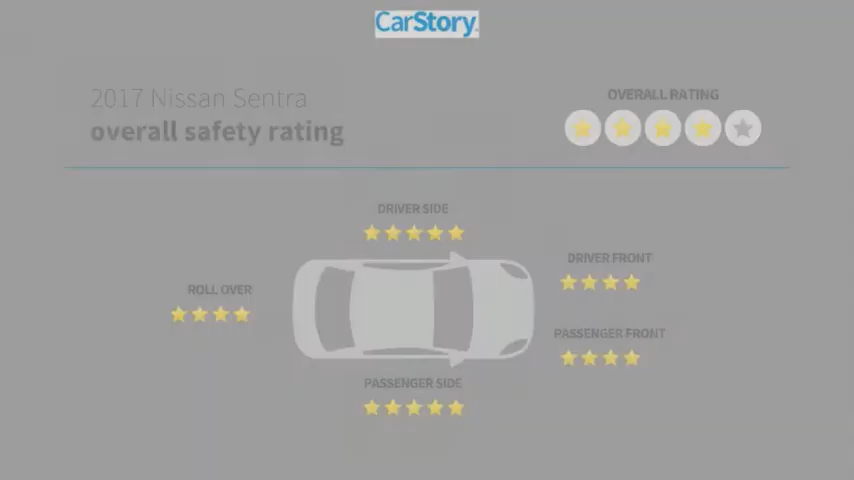 CarStory
2017 Nissan Sentra
overall safety rating
OVERALL RATING
DRIVER SIDE
DRIVER FRONT
ROLL OVER
PASSENGER FRONT
PASSENGER SIDE